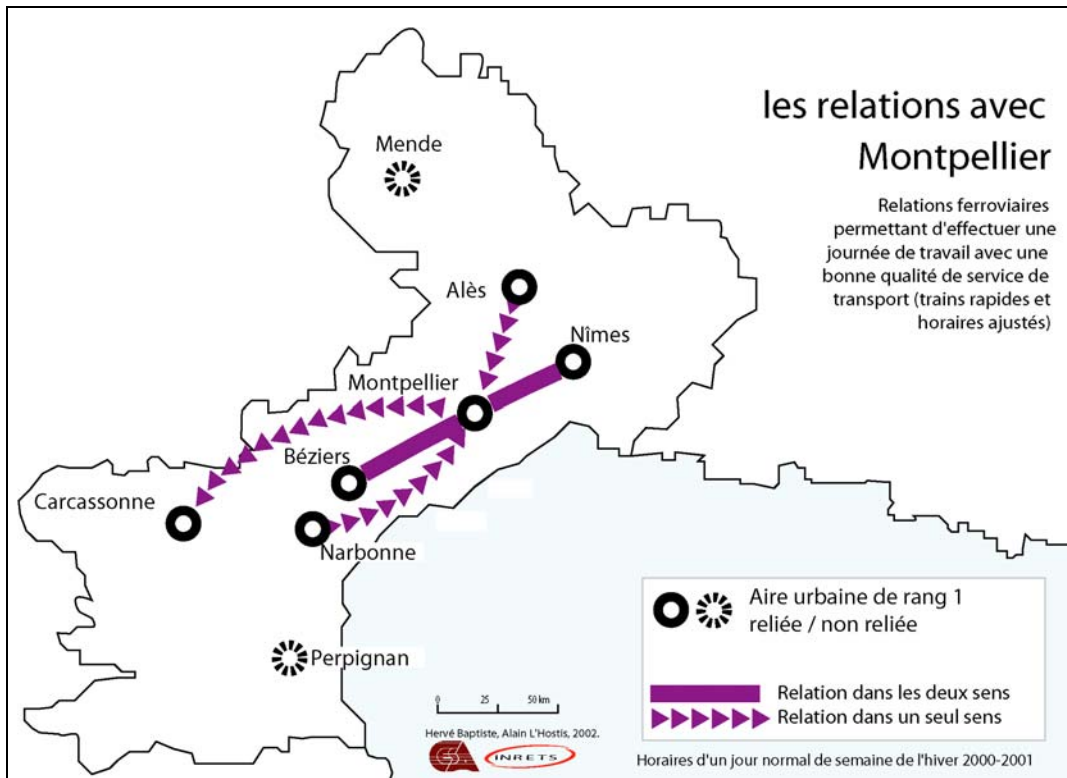 les relations avec
Montpellier
Relations ferroviaires
permettant d'effectuer une
journée de travail avec une
bonne qualité de service de
transport (trains rapides et
horaires ajustés)
Mende
Alès
Nîmes
Montpellier
Béziers
Carcassonne
Narbonne
Perpignan
Aire urbaine de rang 1
reliée / non reliée
Relation dans les deux sens
Relation dans un seul sens
0 25 50 km
Hervé Baptiste, Alain L'Hostis, 2002.
INRETS
Horaires d'un jour normal de semaine de l'hiver 2000-2001